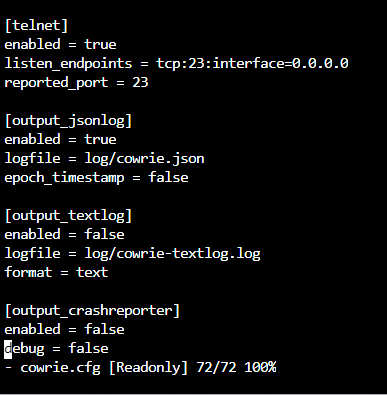 [telnet]
enabled = true
listen_endpoints = tcp:23:interface=0.0.0.0
reported_port = 23
[output_jsonlog]
enabled = true
logfile = log/cowrie.json
epoch_timestamp = false
[output_textlog]
enabled = false
logfile = log/cowrie-textlog.log
format = text
[output_crashreporter]
enabled = false
debug = false
- cowrie.cfg [Readonly] 72/72 100%